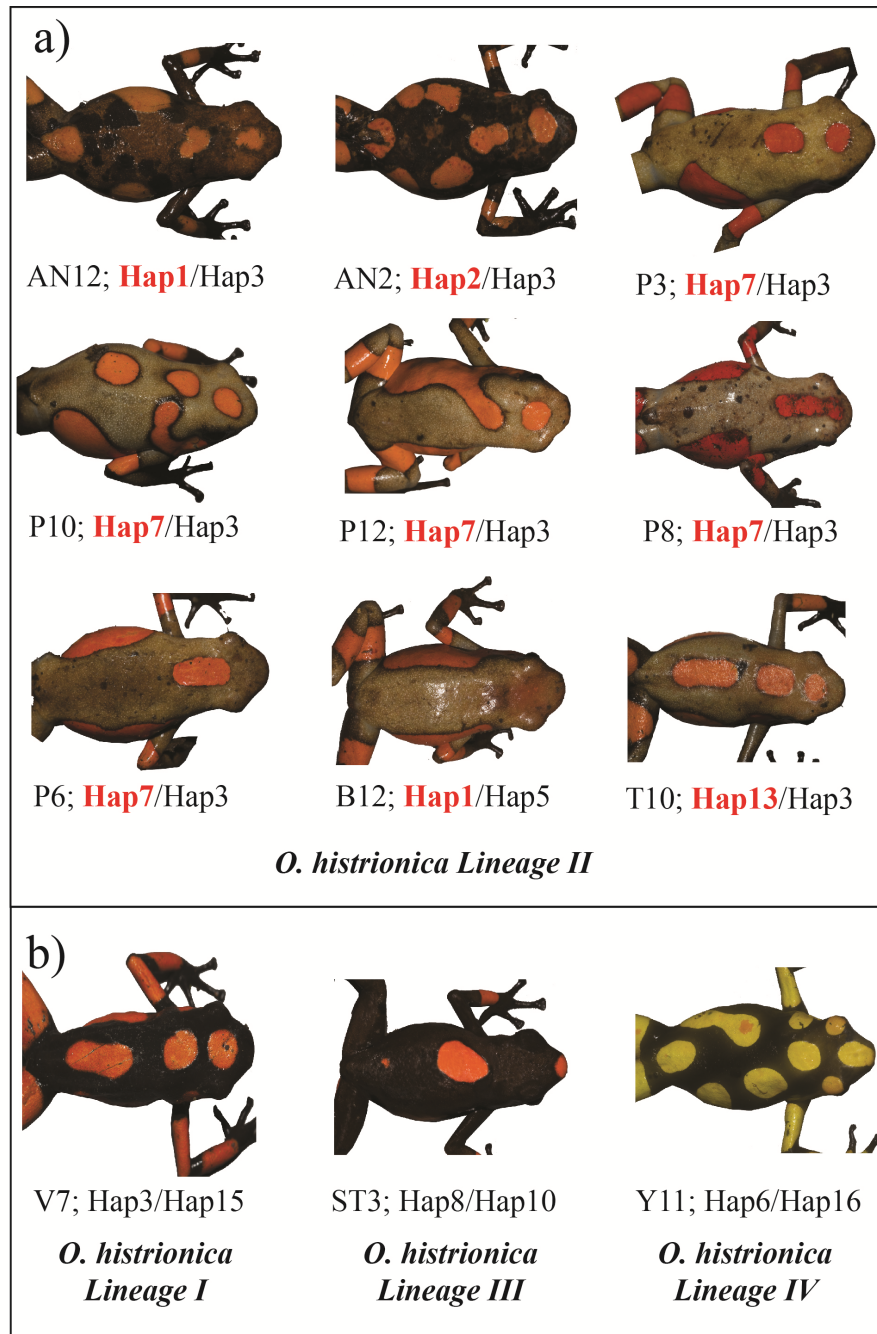 a)
AN12; Hap1/Hap3
AN2; Hap2/Hap3
P3; Hap7/Hap3
P10; Hap7/Hap3
P12; Hap7/Hap3
P8; Hap7/Hap3
P6; Hap7/Hap3
B12; Hap1/Hap5
T10; Hap13/Hap3
O. histrionica Lineage II
b)
V7; Hap3/Hap15
ST3; Hap8/Hap10
Y11; Hap6/Hap16
O. histrionica
Lineage I
O. histrionica
Lineage III
O. histrionica
Lineage IV